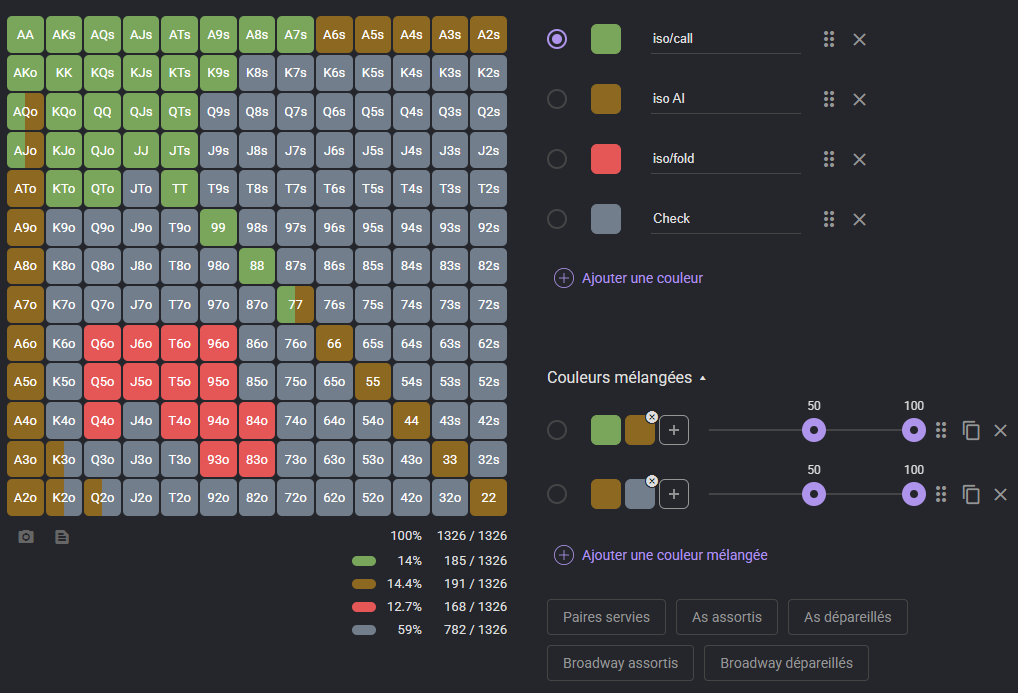 AA AKs AQs AJs ATs A9s A8s A7s A6s A5s A4s A3s A2s
AKo KK KQs KJs KTs K9s K8s K7s K6s K5s K4s K3s K2s
AQo KQo QQ QJs QTs Q9s Q8s Q7s Q6s Q5s Q4s Q3s Q2s
AJo KJo QJo JJ JTs J9s J8s J7s J6s J5s J4s J3s J2s
ATo KTo QTo JTo TT T9s T8s T7s T6s T5s T4s T3s T2s
A9o K9o Q9o J9o T9o 99 98s 97s 96s 95s 94s 93s 92s
A8o K8o Q8o J8o T8o 98o 88 87s 86s 85s 84s 83s 82s
A7o K7o Q7o J7o T7o 97o 87o 77 76s 75s 74s 73s 72s
A6o K6o Q6o J6o T6o 96o 86o 76o 66 65s 64s 63s 62s
A5o K5o Q5o J5o T5o 95o 85o 75o 65o 55 54s 53s 52s
A4o K4o Q4o J4o T4o 94o 84o 74o 64o 54o 44 43s 42s
A3o K3o Q3o J3o T3o 93o 83o 73o 63o 53o 43o 33 32s
A2o K2o Q2o J2o T2o 92o 82o 72o 62o 52o 42o 32o 22
100% 1326 / 1326
14% 185 / 1326
14.4% 191 / 1326
12.7% 168 / 1326
59% 782 / 1326
iso/call
iso AI
iso/fold
Check
Ajouter une couleur
Couleurs mélangées
50 100
50 100
Ajouter une couleur mélangée
Paires servies As assortis As dépareillés
Broadway assortis Broadway dépareillés